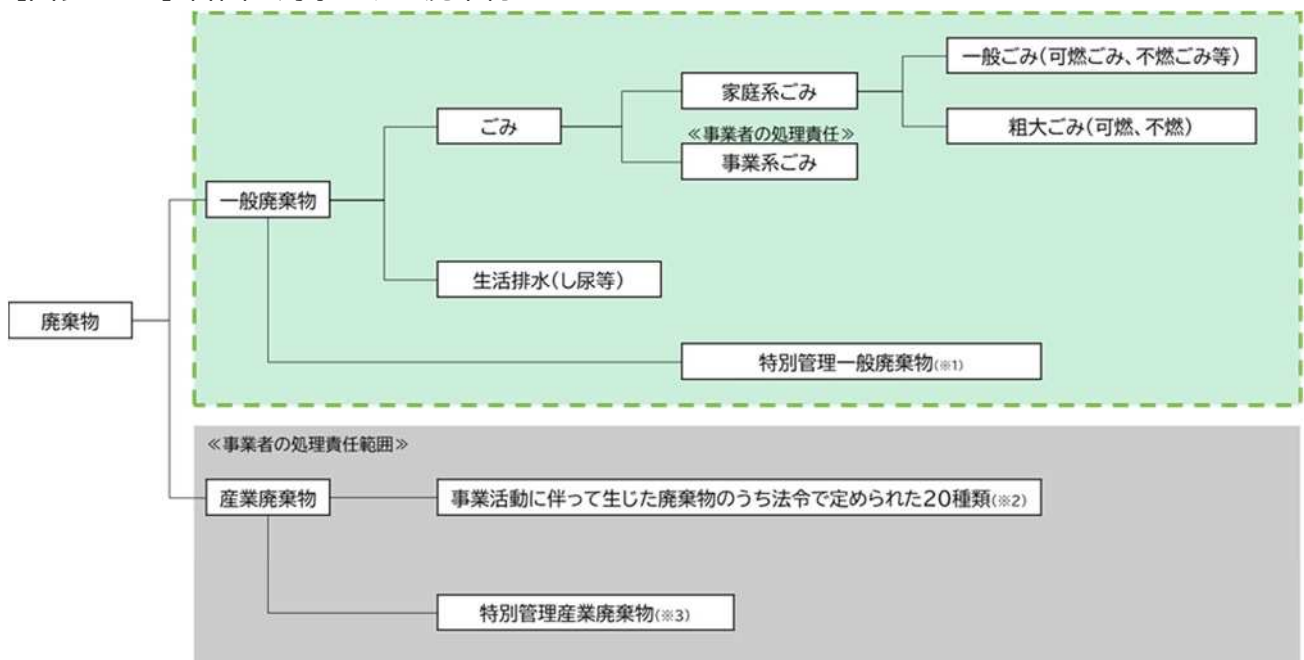 一般ごみ(可燃ごみ、不燃ごみ等)
家庭系ごみ
ごみ
粗大ごみ(可燃、不燃)
≪事業者の処理責任≫
事業系ごみ
一般廃棄物
生活排水(し尿等)
廃棄物
特別管理一般廃棄物(※1)
≪事業者の処理責任範囲≫
産業廃棄物
事業活動に伴って生じた廃棄物のうち法令で定められた20種類(※2)
特別管理産業廃棄物(※3)